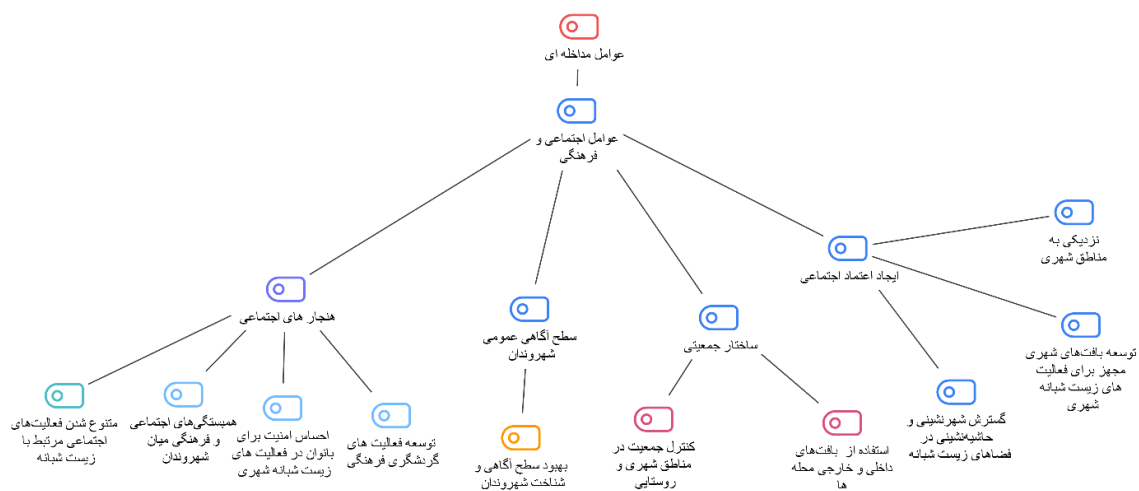 عوامل مداخله ای
عوامل اجتماعی و
فرهنگی
نزدیکی به
مناطق شهری
ایجاد اعتماد اجتماعی
هنجار های اجتماعی
سطح آگاهی عمومی
شهروندان
ساختار جمعیتی
توسعه بافت‌های شهری
مجهز برای فعالیت
های زیست شبانه
شهری
گسترش شهرنشینی و
حاشیه‌نشینی در
فضاهای زیست شبانه
استفاده از بافت‌های
داخلی و خارجی محله
ها
کنترل جمعیت در
مناطق شهری و
روستایی
بهبود سطح آگاهی و
شناخت شهروندان
توسعه فعالیت های
گردشگری فرهنگی
احساس امنیت برای
بانوان در فعالیت های
زیست شبانه شهری
همبستگی‌های اجتماعی
و فرهنگی میان
شهروندان
متنوع شدن فعالیت‌های
اجتماعی مرتبط با
زیست شبانه